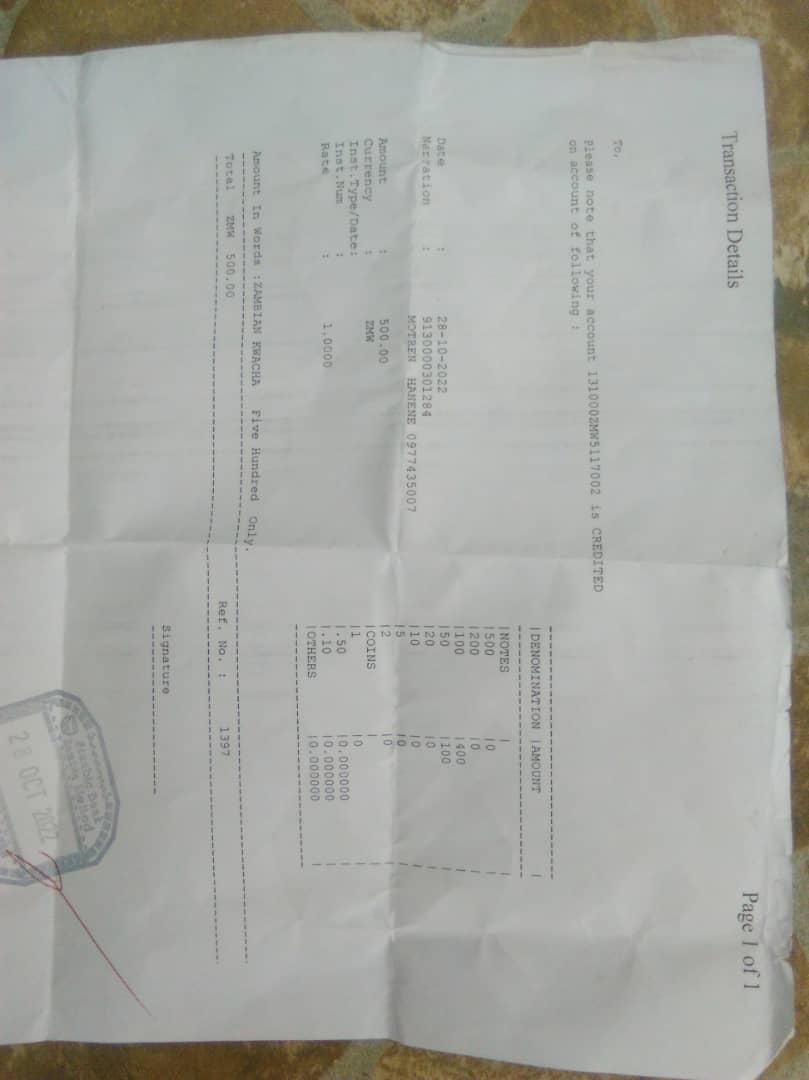 Transaction Details
Page 1 of 1
To,
Please note that your account 131000ZMW5117002 is CREDITED
on account of following :
|DENOMINATION |AMOUNT |
Date : 28-10-2022
Narration : 9130000301284
MOTREN HANENE 0977435007
Amount : 500.00
Currency : ZMW
Inst.Type/Date:
Inst.Num :
Rate : 1.0000
|NOTES | |
|500 |0 |
|200 |0 |
|100 |400 |
|50 |100 |
|20 |0 |
|10 |0 |
|5 |0 |
|2 |0 |
|COINS | |
|1 |0 |
|.50 |0.000000 |
|.10 |0.000000 |
|OTHERS |0.000000 |
Amount In Words :ZAMBIAN KWACHA Five Hundred Only.
Total ZMW 500.00 Ref. No. : 1397
Signature
28 OCT 2022